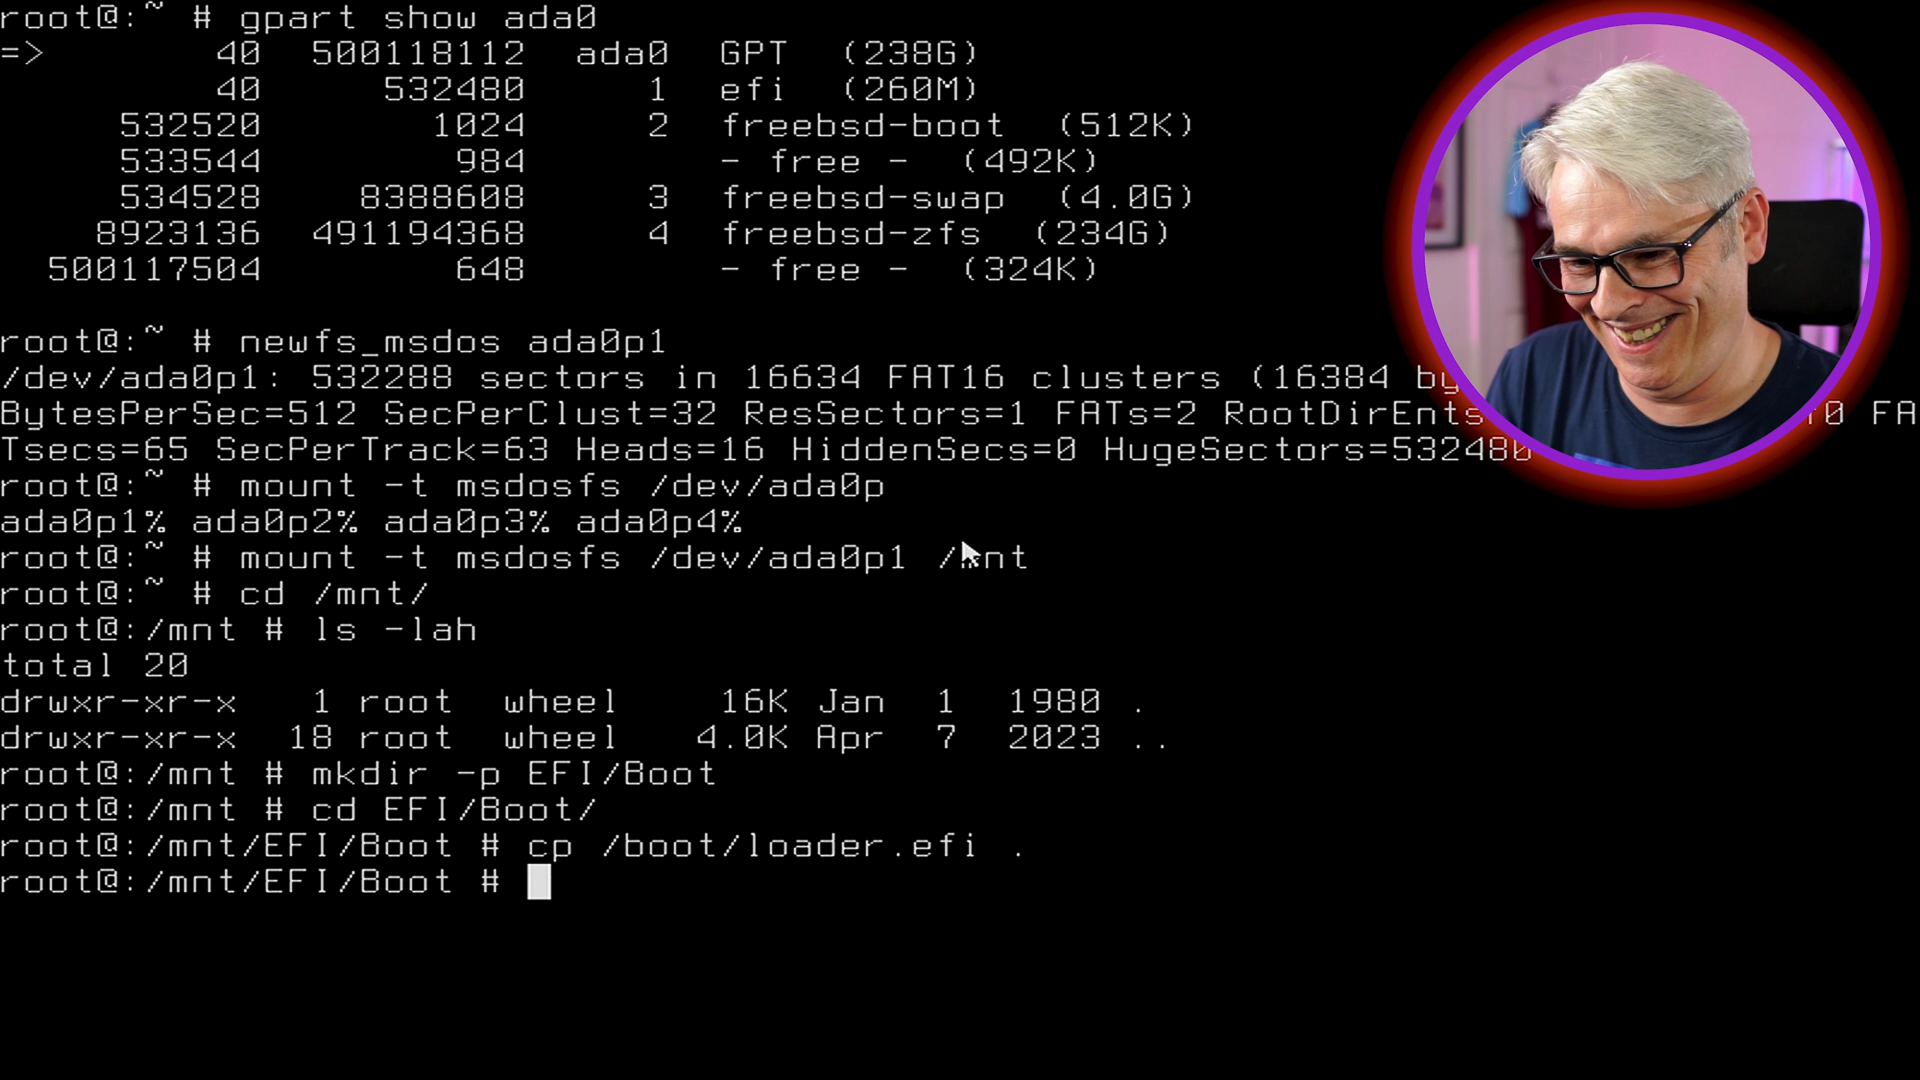 root@:~ # gpart show ada0
=>       40  500118112  ada0  GPT  (238G)
         40     532480     1  efi  (260M)
     532520       1024     2  freebsd-boot  (512K)
     533544        984        - free -  (492K)
     534528    8388608     3  freebsd-swap  (4.0G)
    8923136  491194368     4  freebsd-zfs  (234G)
  500117504        648        - free -  (324K)
root@:~ # newfs_msdos ada0p1
/dev/ada0p1: 532288 sectors in 16634 FAT16 clusters (16384
BytesPerSec=512 SecPerClust=32 ResSectors=1 FATs=2 RootDirEnts FA
Tsecs=65 SecPerTrack=63 Heads=16 HiddenSecs=0 HugeSectors=532480
root@:~ # mount -t msdosfs /dev/ada0p
ada0p1% ada0p2% ada0p3% ada0p4%
root@:~ # mount -t msdosfs /dev/ada0p1 /mnt
root@:~ # cd /mnt/
root@:/mnt # ls -lah
total 20
drwxr-xr-x   1 root  wheel    16K Jan  1  1980 .
drwxr-xr-x  18 root  wheel   4.0K Apr  7  2023 ..
root@:/mnt # mkdir -p EFI/Boot
root@:/mnt # cd EFI/Boot/
root@:/mnt/EFI/Boot # cp /boot/loader.efi .
root@:/mnt/EFI/Boot #